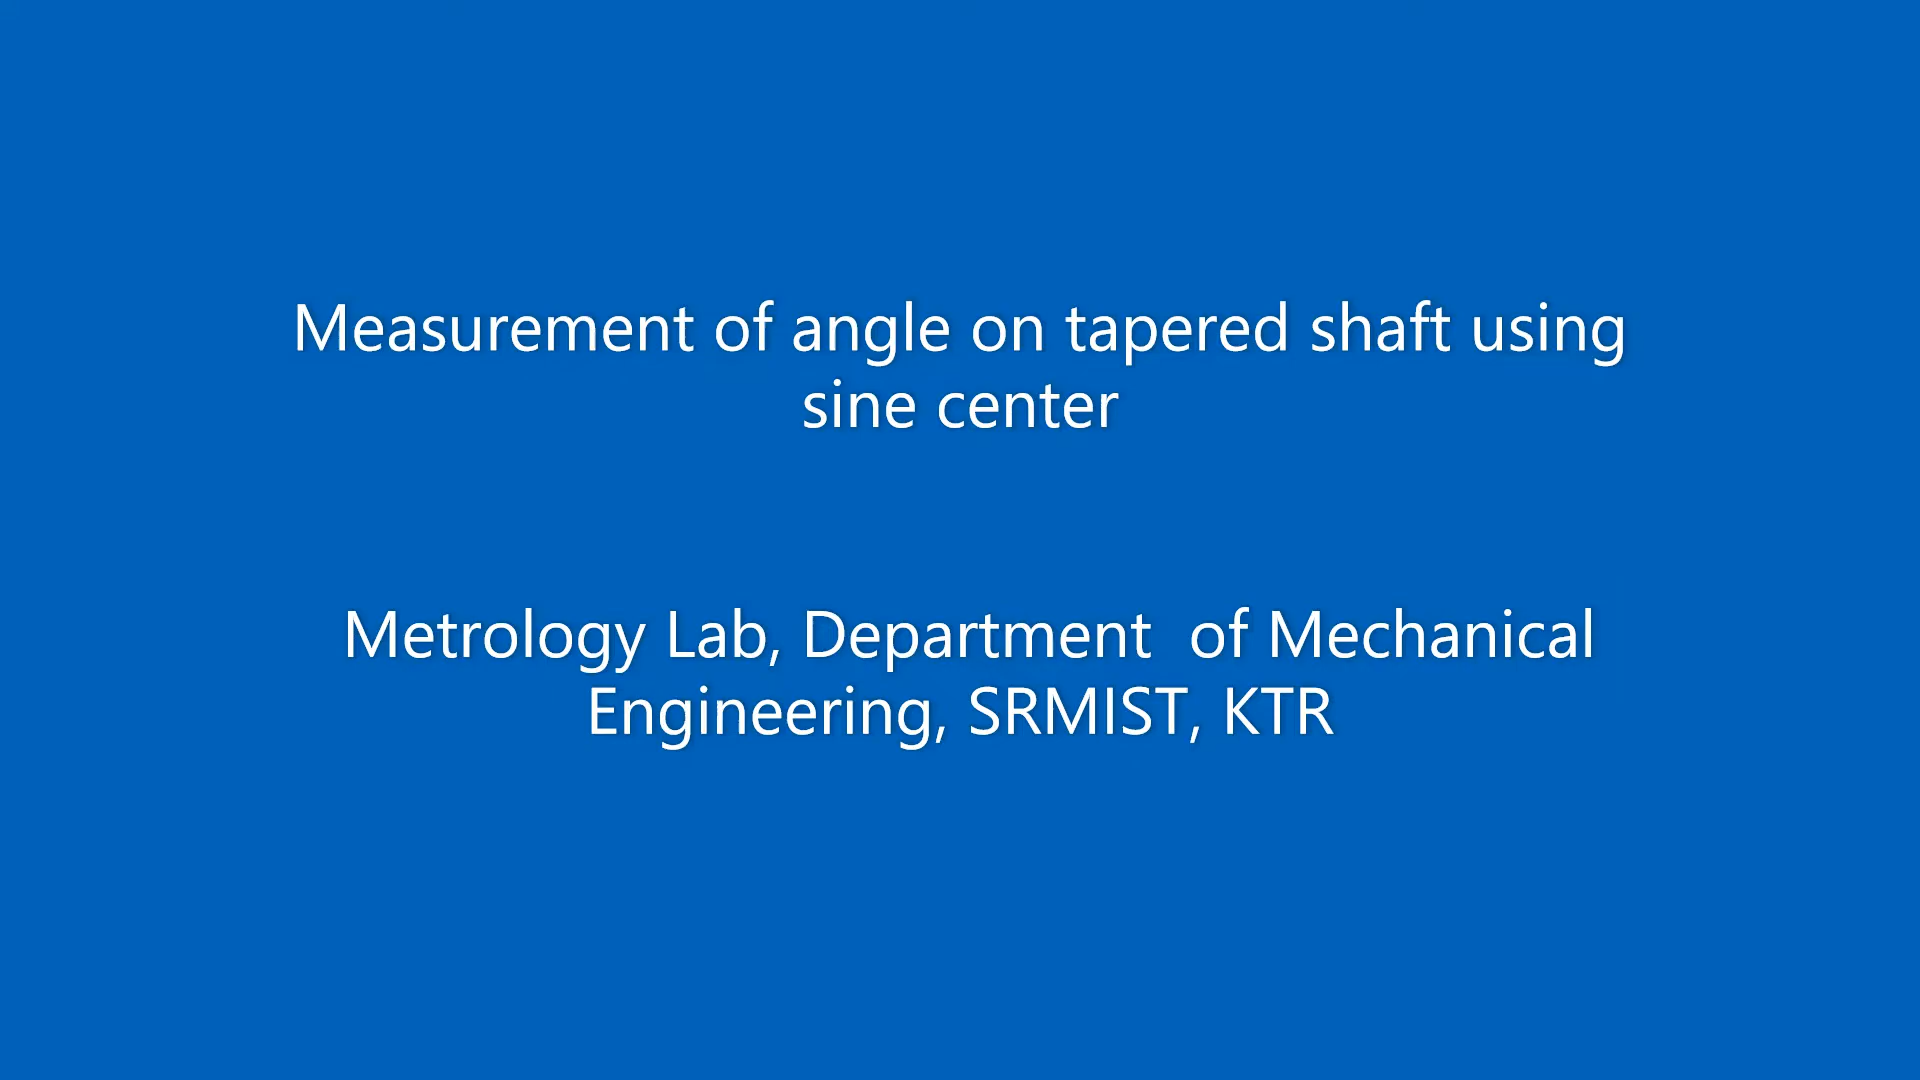 Measurement of angle on tapered shaft using
sine center
Metrology Lab, Department  of Mechanical
Engineering, SRMIST, KTR